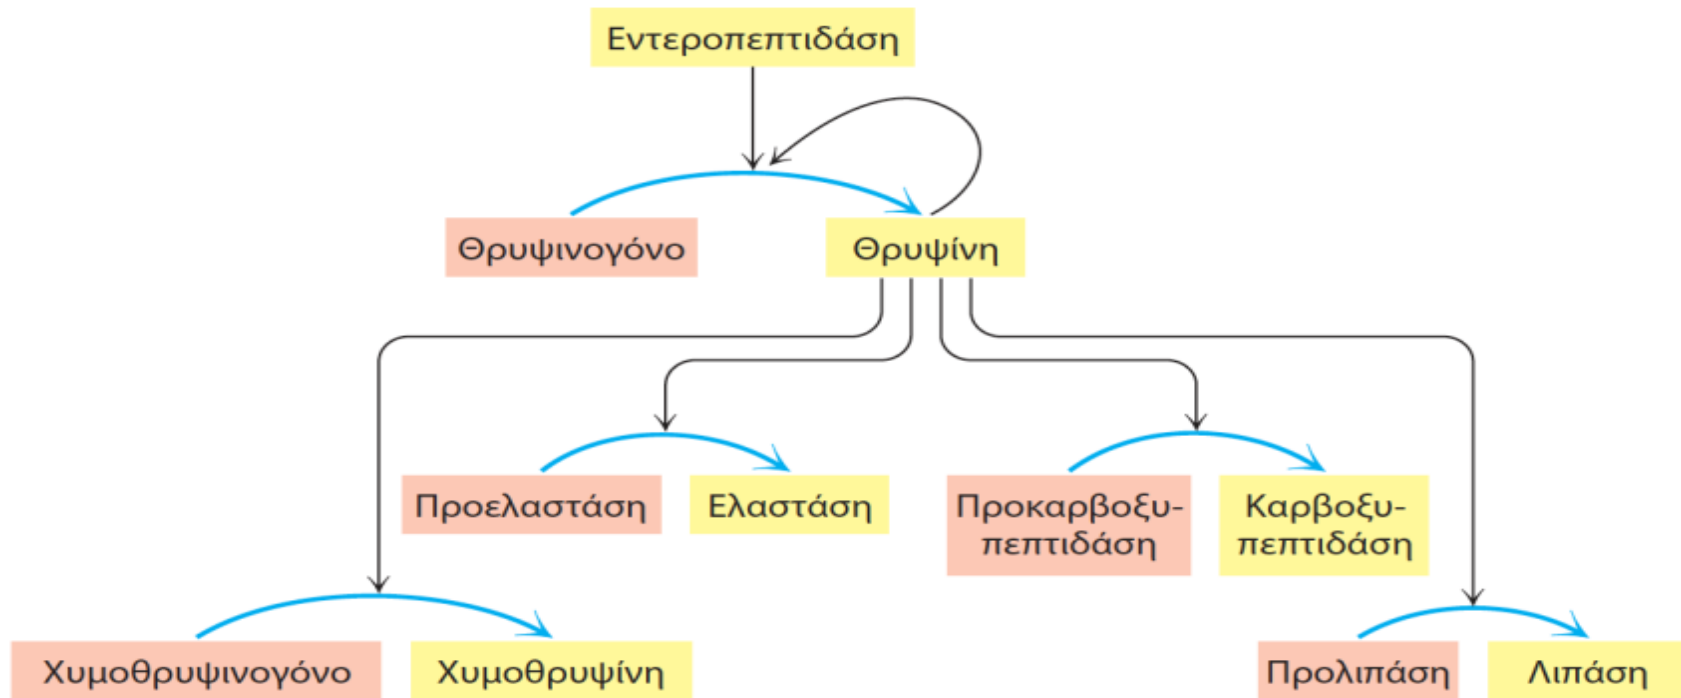 Εντεροπεπτιδάση
Θρυψινογόνο
Θρυψίνη
Προελαστάση
Ελαστάση
Προκαρβοξυ-
πεπτιδάση
Καρβοξυ-
πεπτιδάση
Χυμοθρυψινογόνο
Χυμοθρυψίνη
Προλιπάση
Λιπάση